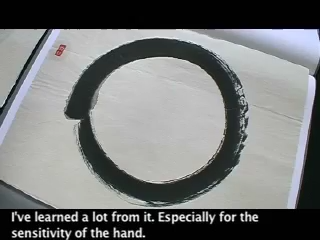 I've learned a lot from it. Especially for the
sensitivity of the hand.